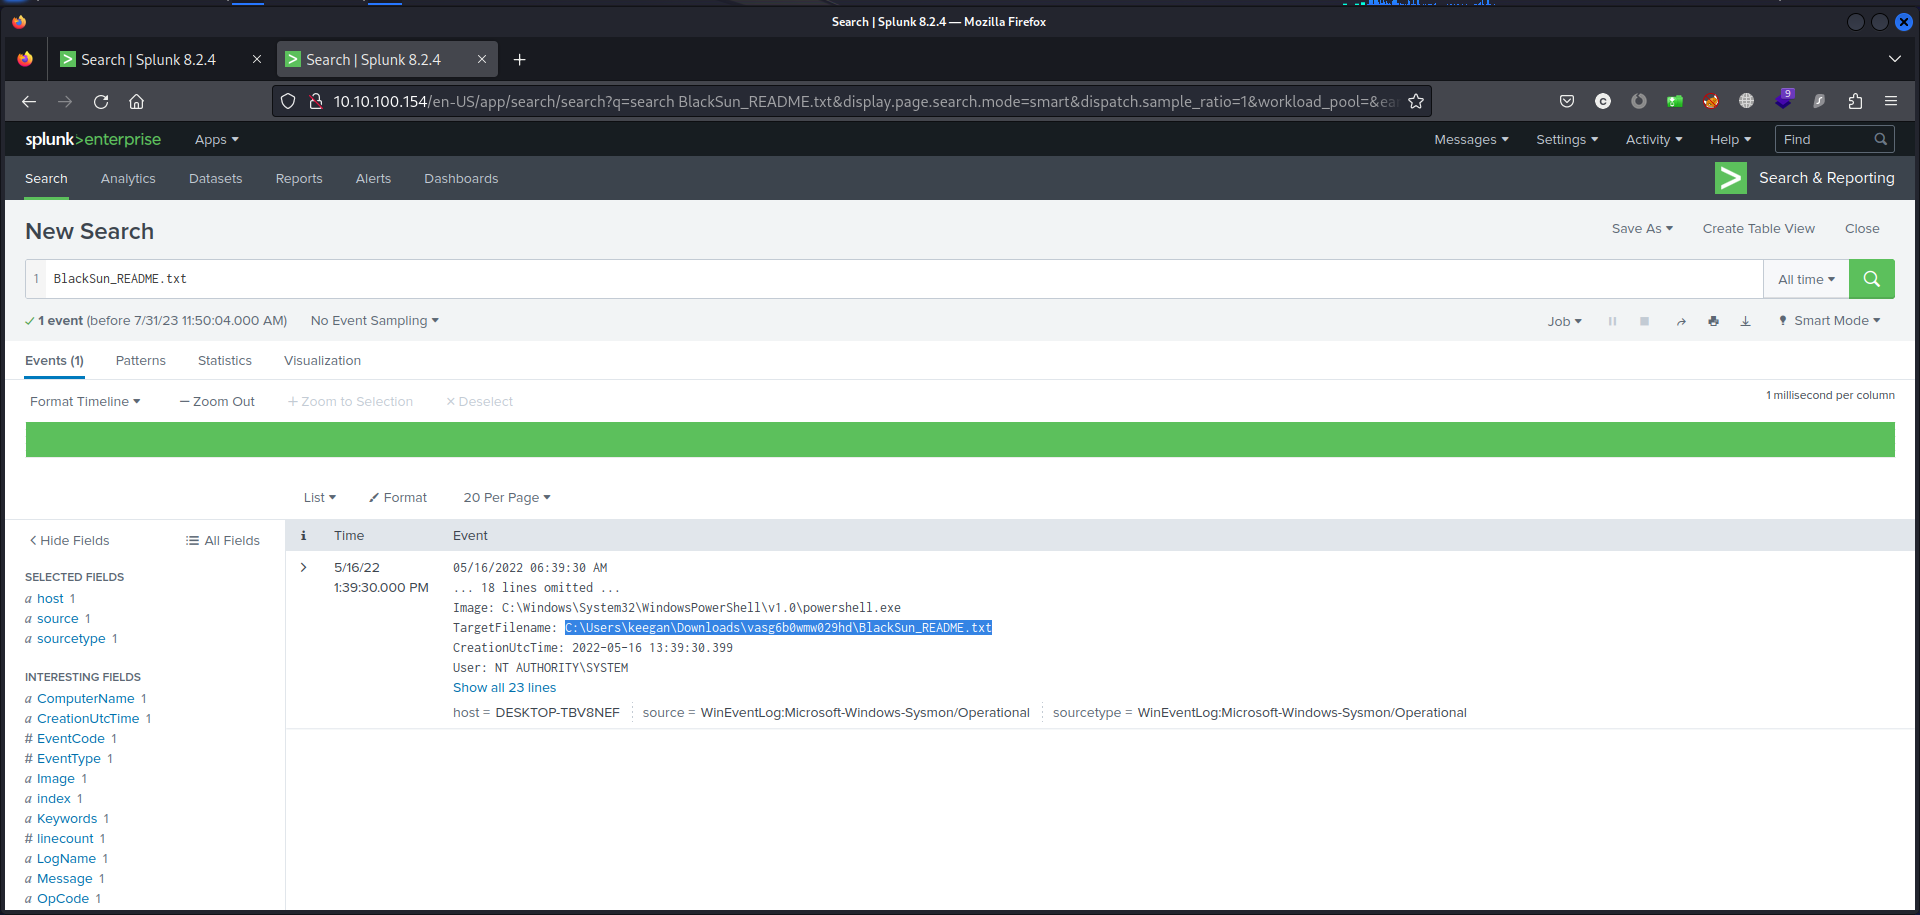 Search | Splunk 8.2.4 — Mozilla Firefox
Search | Splunk 8.2.4
Search | Splunk 8.2.4
10.10.100.154/en-US/app/search/search?q=search BlackSun_README.txt&display.page.search.mode=smart&dispatch.sample_ratio=1&workload_pool=&ea
9
splunk>enterprise Apps Messages Settings Activity Help Find
Search Analytics Datasets Reports Alerts Dashboards Search & Reporting
New Search Save As Create Table View Close
1 BlackSun_README.txt All time
1 event (before 7/31/23 11:50:04.000 AM) No Event Sampling Job Smart Mode
Events (1) Patterns Statistics Visualization
Format Timeline — Zoom Out + Zoom to Selection × Deselect 1 millisecond per column
List Format 20 Per Page
< Hide Fields All Fields
i Time Event
SELECTED FIELDS
a host 1
a source 1
a sourcetype 1
INTERESTING FIELDS
a ComputerName 1
a CreationUtcTime 1
# EventCode 1
# EventType 1
a Image 1
a index 1
a Keywords 1
# linecount 1
a LogName 1
a Message 1
a OpCode 1
> 5/16/22
1:39:30.000 PM
05/16/2022 06:39:30 AM
... 18 lines omitted ...
Image: C:\Windows\System32\WindowsPowerShell\v1.0\powershell.exe
TargetFilename: C:\Users\keegan\Downloads\vasg6b0wmw029hd\BlackSun_README.txt
CreationUtcTime: 2022-05-16 13:39:30.399
User: NT AUTHORITY\SYSTEM
Show all 23 lines
host = DESKTOP-TBV8NEF source = WinEventLog:Microsoft-Windows-Sysmon/Operational sourcetype = WinEventLog:Microsoft-Windows-Sysmon/Operational